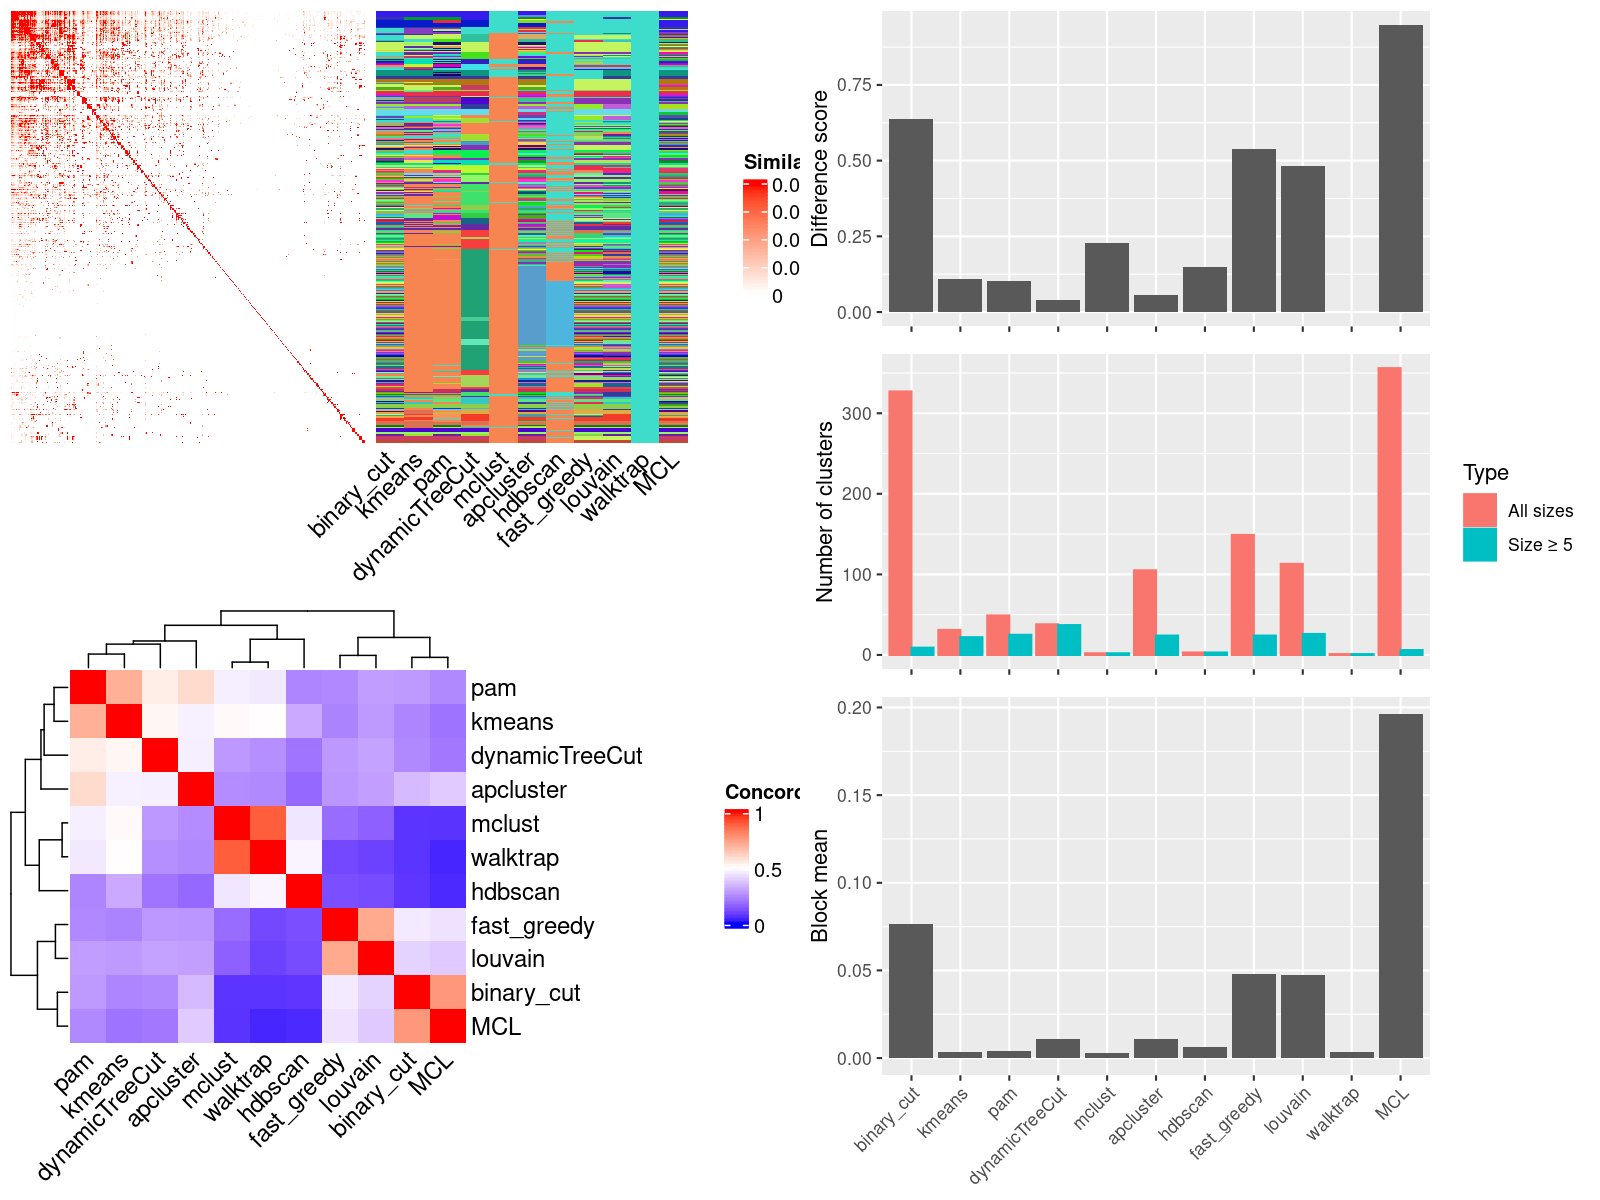 Simila
0.0
0.0
0.0
0.0
0
binary_cut
kmeans
pam
dynamicTreeCut
mclust
apcluster
hdbscan
fast_greedy
louvain
walktrap
MCL
pam
kmeans
dynamicTreeCut
apcluster
mclust
walktrap
hdbscan
fast_greedy
louvain
binary_cut
MCL
pam
kmeans
dynamicTreeCut
apcluster
mclust
walktrap
hdbscan
fast_greedy
louvain
binary_cut
MCL
Concord
1
0.5
0
Difference score
0.75
0.50
0.25
0.00
Number of clusters
300
200
100
0
Type
All sizes
Size ≥ 5
Block mean
0.20
0.15
0.10
0.05
0.00
binary_cut
kmeans
pam
dynamicTreeCut
mclust
apcluster
hdbscan
fast_greedy
louvain
walktrap
MCL